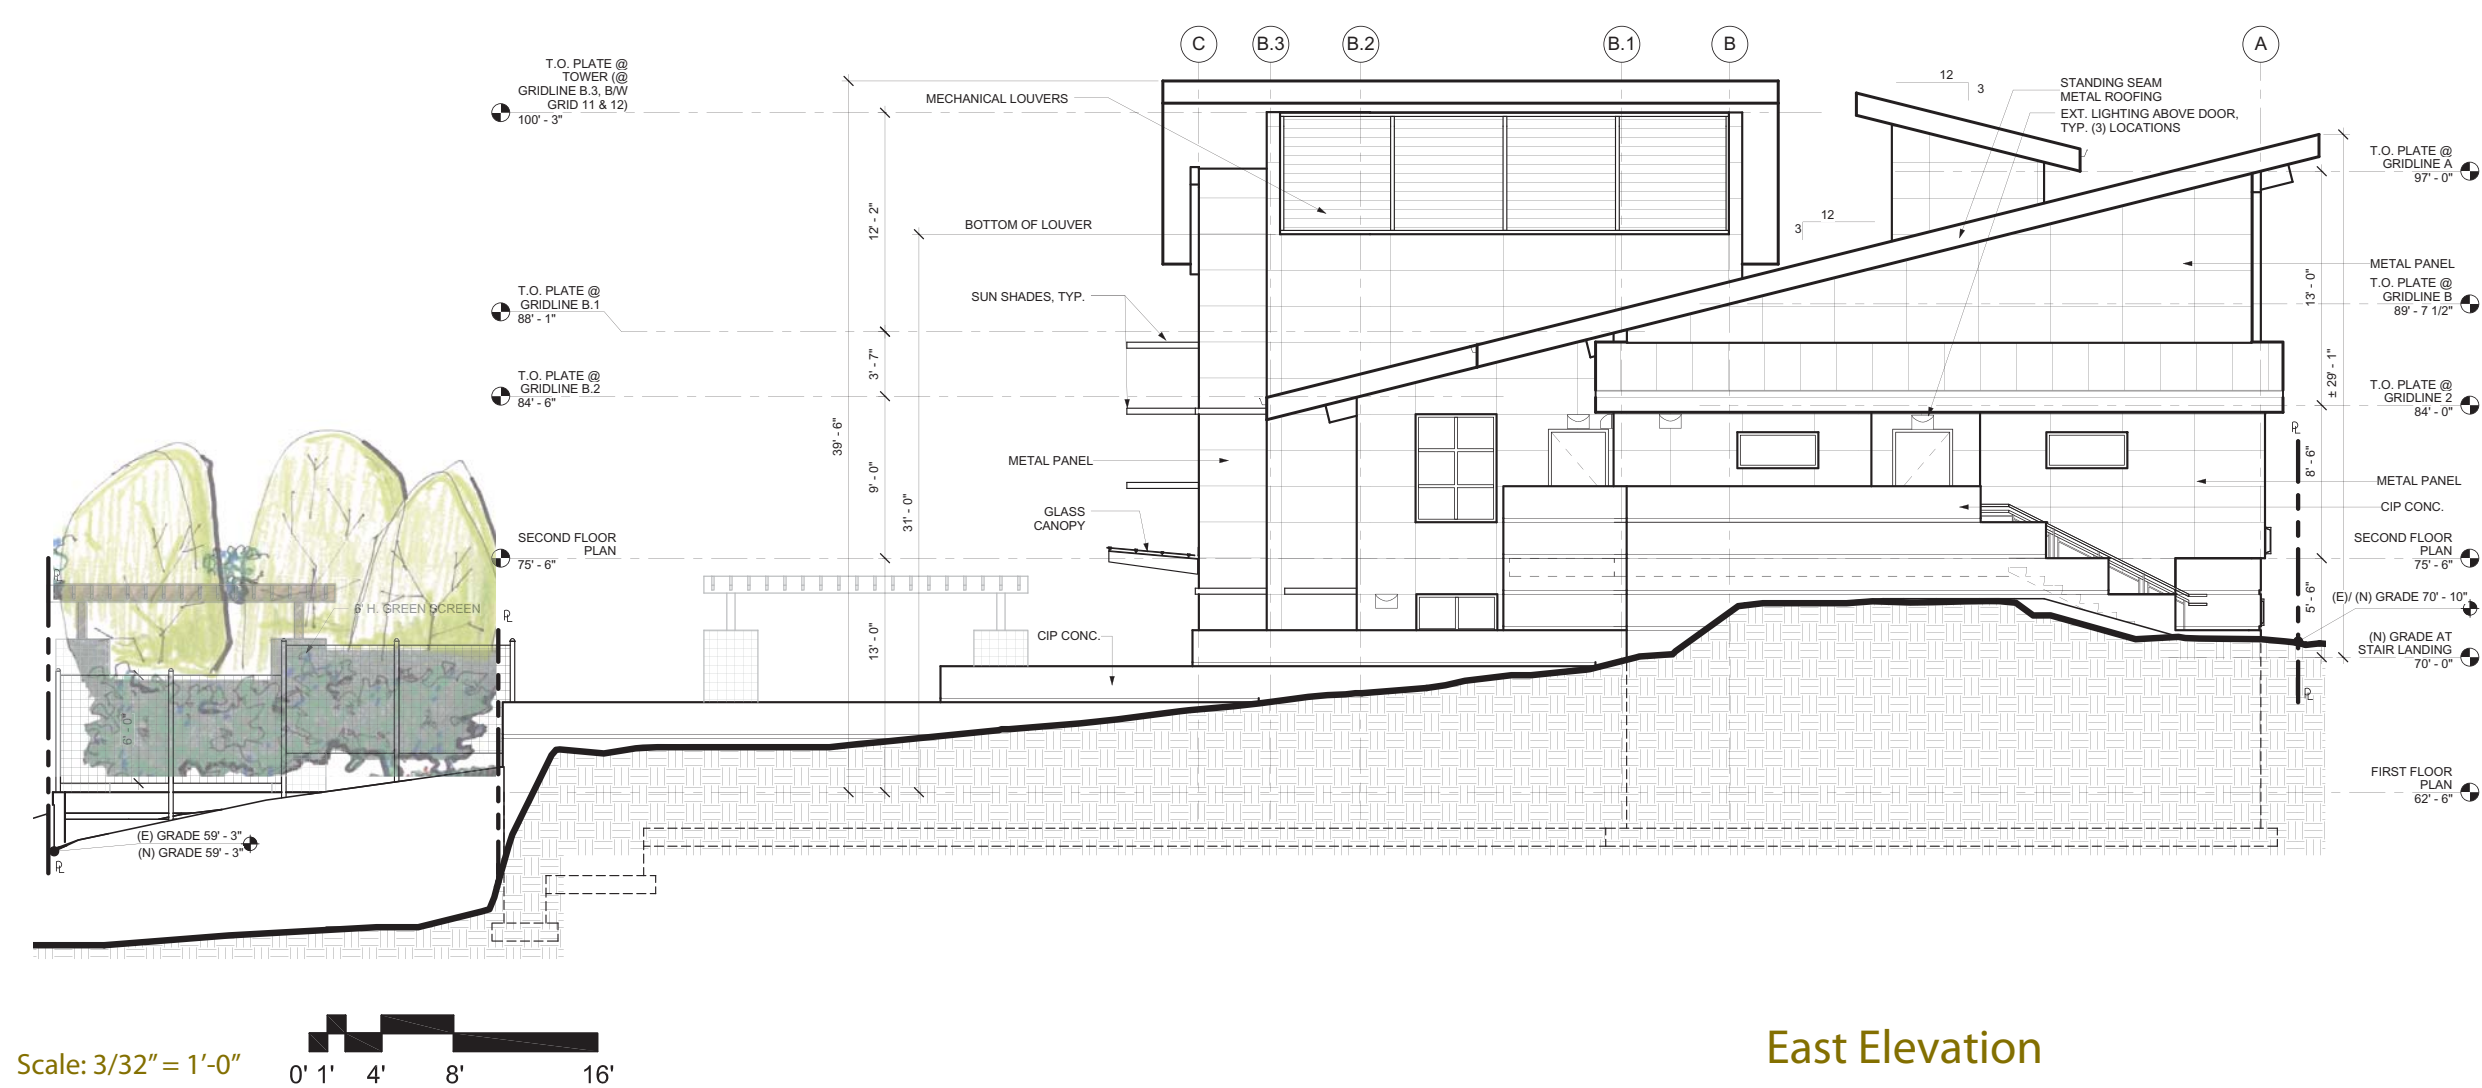 C
B.3
B.2
B.1
B
A
T.O. PLATE @
TOWER (@
GRIDLINE B.3, B/W
GRID 11 & 12)
100' - 3"
MECHANICAL LOUVERS
12
3
STANDING SEAM
METAL ROOFING
EXT. LIGHTING ABOVE DOOR,
TYP. (3) LOCATIONS
T.O. PLATE @
GRIDLINE A
97' - 0"
12' - 2"
BOTTOM OF LOUVER
12
3
METAL PANEL
13' - 0"
T.O. PLATE @
GRIDLINE B
89' - 7 1/2"
T.O. PLATE @
GRIDLINE B.1
88' - 1"
SUN SHADES, TYP.
3' - 7"
± 29' - 1"
T.O. PLATE @
GRIDLINE B.2
84' - 6"
T.O. PLATE @
GRIDLINE 2
84' - 0"
39' - 6"
PL
METAL PANEL
9' - 0"
8' - 6"
METAL PANEL
31' - 0"
GLASS
CANOPY
CIP CONC.
SECOND FLOOR
PLAN
75' - 6"
SECOND FLOOR
PLAN
75' - 6"
PL
5' - 6"
(E)/ (N) GRADE 70' - 10"
6' H. GREEN SCREEN
PL
CIP CONC.
13' - 0"
(N) GRADE AT
STAIR LANDING
70' - 0"
PL
6' - 0"
FIRST FLOOR
PLAN
62' - 6"
(E) GRADE 59' - 3"
(N) GRADE 59' - 3"
PL
Scale: 3/32" = 1'-0"
0' 1' 4' 8' 16'
East Elevation